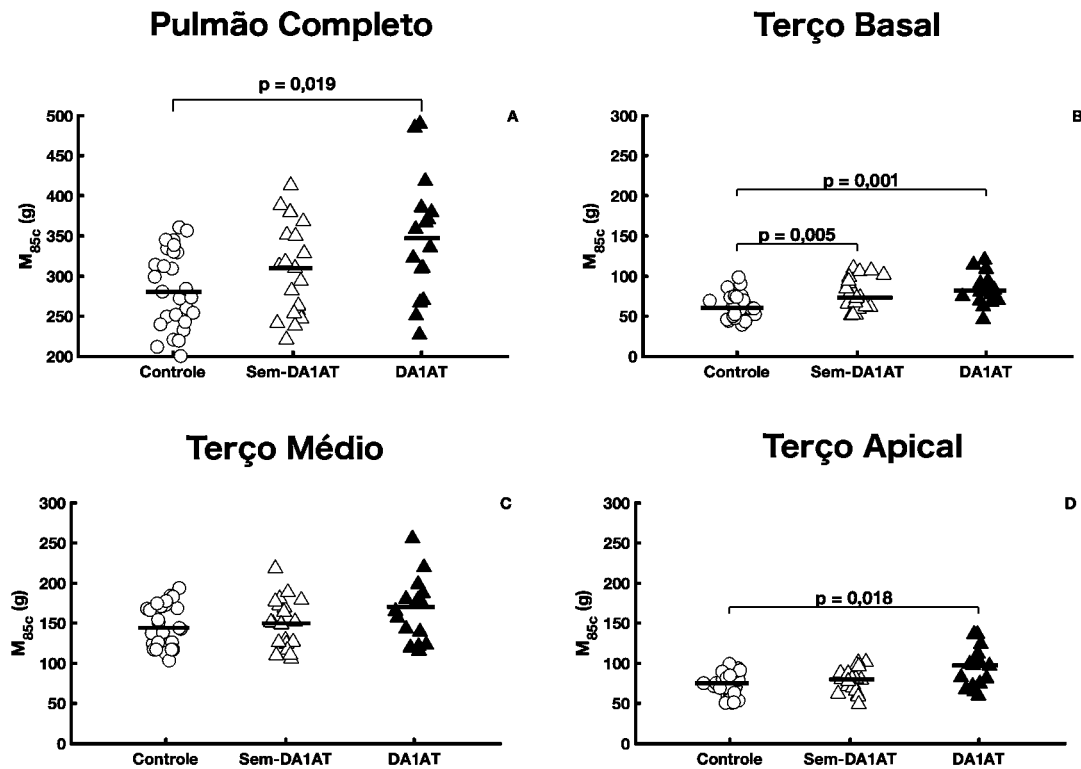 Pulmão Completo
p = 0,019
A
M85c (g)
500
450
400
350
300
250
200
Controle Sem-DA1AT DA1AT
Terço Basal
B
M85c (g)
300
250
200
150
100
50
0
p = 0,001
p = 0,005
Controle Sem-DA1AT DA1AT
Terço Médio
C
M85c (g)
300
250
200
150
100
50
0
Controle Sem-DA1AT DA1AT
Terço Apical
D
M85c (g)
300
250
200
150
100
50
0
p = 0,018
Controle Sem-DA1AT DA1AT